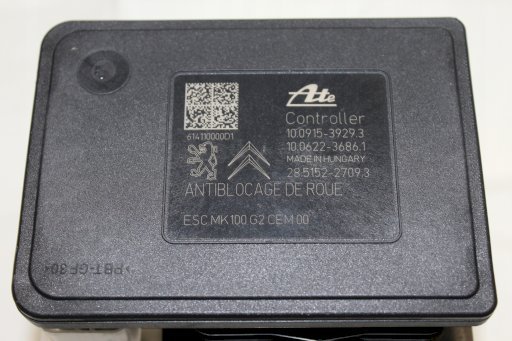 Ate
Controller
10.0915-3929.3
10.0622-3686.1
MADE IN HUNGARY
28.5152-2709.3
614110000D1
ANTIBLOCAGE DE ROUE
ESC MK100 G2 CEM 00
>PBT-GF30<